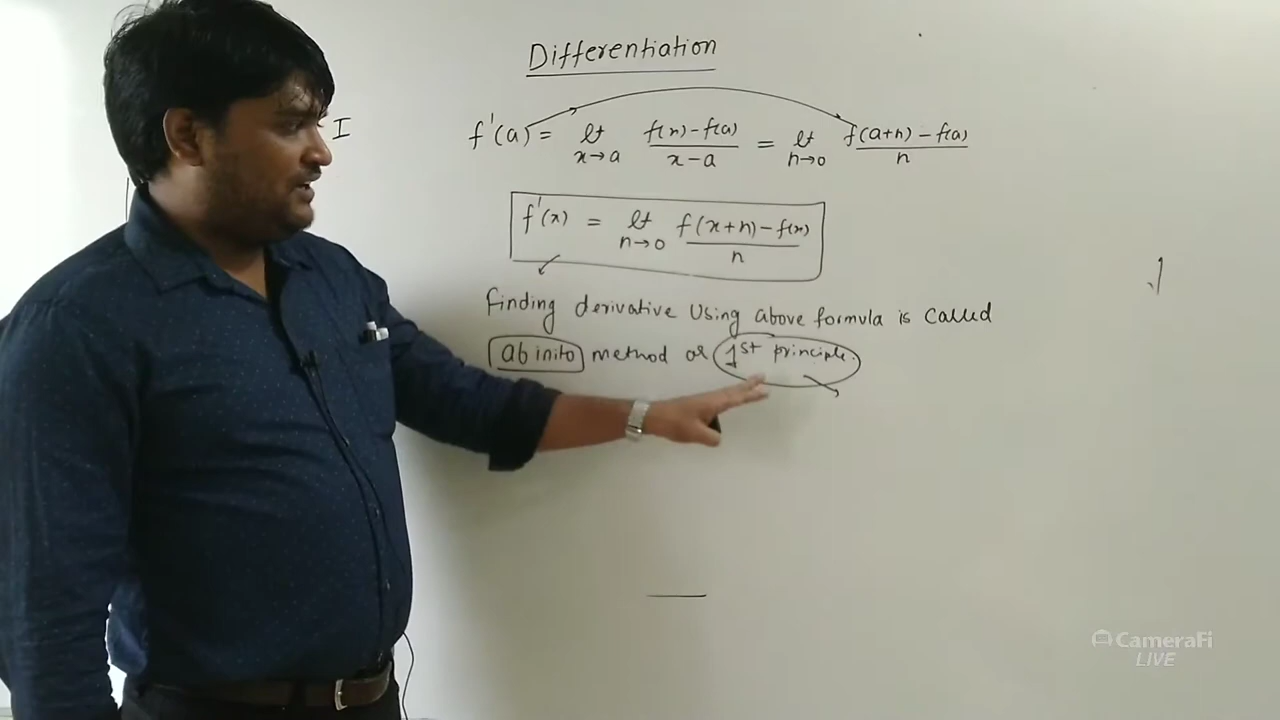 Differentiation
I
f'(a) = lt x→a f(x)-f(a) / x-a = lt h→0 f(a+h)-f(a) / h
f'(x) = lt h→0 f(x+h)-f(x) / h
Finding derivative Using above formula is called
ab inito method or 1st principle.
CameraFi
LIVE